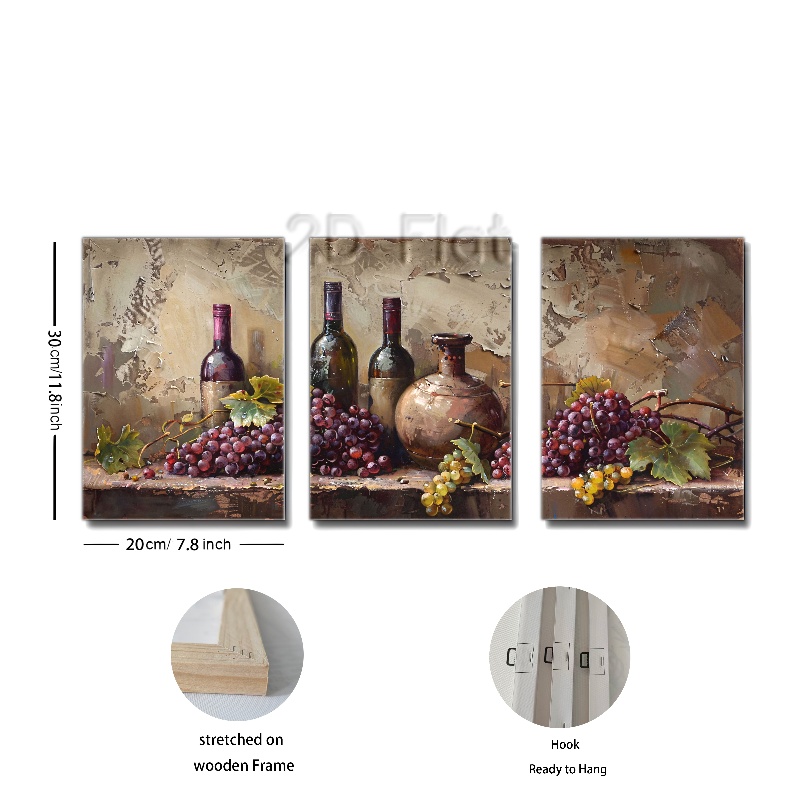 2D Flat
30cm/11.8inch
20cm/ 7.8 inch
stretched on
wooden Frame
Hook
Ready to Hang